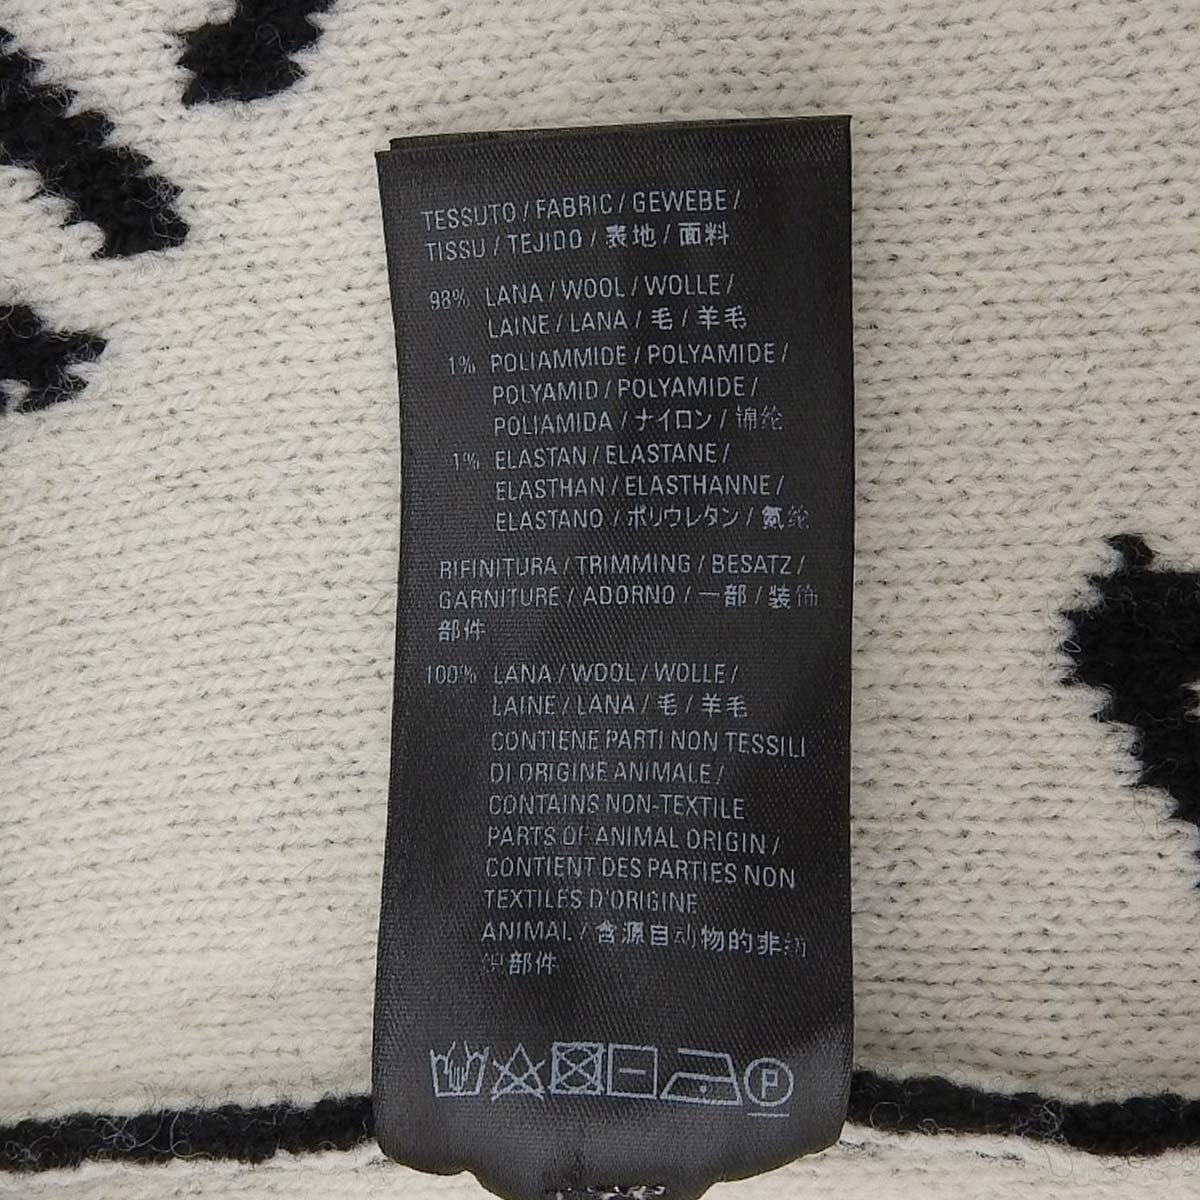 TESSUTO / FABRIC / GEWEBE /
TISSU / TEJIDO / 表地 / 面料
98% LANA / WOOL / WOLLE /
LAINE / LANA / 毛 / 羊毛
1% POLIAMMIDE / POLYAMIDE /
POLYAMID / POLYAMIDE /
POLIAMIDA / ナイロン / 锦纶
1% ELASTAN / ELASTANE /
ELASTHAN / ELASTHANNE /
ELASTANO / ポリウレタン / 氨纶
RIFINITURA / TRIMMING / BESATZ /
GARNITURE / ADORNO / 一部 / 装饰
部件
100% LANA / WOOL / WOLLE /
LAINE / LANA / 毛 / 羊毛
CONTIENE PARTI NON TESSILI
DI ORIGINE ANIMALE /
CONTAINS NON-TEXTILE
PARTS OF ANIMAL ORIGIN /
CONTIENT DES PARTIES NON
TEXTILES D'ORIGINE
ANIMAL / 含源自动物的非纺
织部件
P